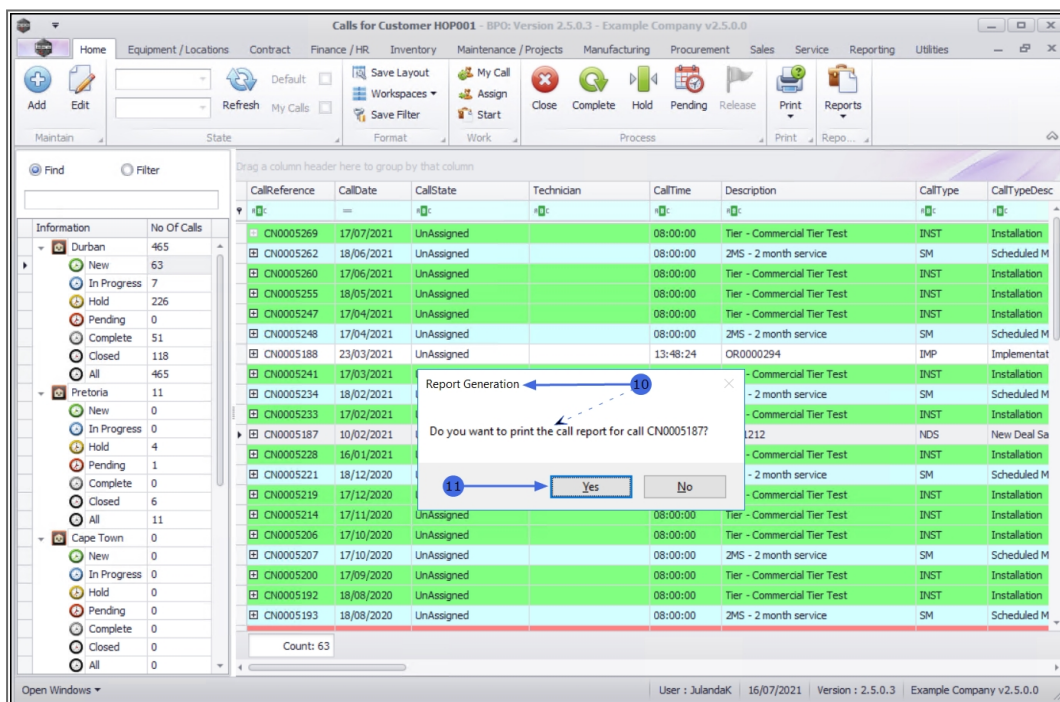 Calls for Customer HOP001 - BPO: Version 2.5.0.3 - Example Company v2.5.0.0
Home Equipment / Locations Contract Finance / HR Inventory Maintenance / Projects Manufacturing Procurement Sales Service Reporting Utilities
Add Edit Refresh Default My Calls Save Layout Workspaces Save Filter My Call Assign Start Close Complete Hold Pending Release Print Reports
Maintain State Format Work Process Print Repo...
Find Filter
Drag a column header here to group by that column
CallReference CallDate CallState Technician CallTime Description CallType CallTypeDesc
Information No Of Calls
Durban 465
New 63
In Progress 7
Hold 226
Pending 0
Complete 51
Closed 118
All 465
Pretoria 11
New 0
In Progress 0
Hold 4
Pending 1
Complete 0
Closed 6
All 11
Cape Town 0
New 0
In Progress 0
Hold 0
Pending 0
Complete 0
Closed 0
All 0
CN0005269 17/07/2021 UnAssigned 08:00:00 Tier - Commercial Tier Test INST Installation
CN0005262 18/06/2021 UnAssigned 08:00:00 2MS - 2 month service SM Scheduled M
CN0005260 17/06/2021 UnAssigned 08:00:00 Tier - Commercial Tier Test INST Installation
CN0005255 18/05/2021 UnAssigned 08:00:00 Tier - Commercial Tier Test INST Installation
CN0005247 17/04/2021 UnAssigned 08:00:00 Tier - Commercial Tier Test INST Installation
CN0005248 17/04/2021 UnAssigned 08:00:00 2MS - 2 month service SM Scheduled M
CN0005188 23/03/2021 UnAssigned 13:48:24 OR0000294 IMP Implementat
CN0005241 17/03/2021 - Commercial Tier Test INST Installation
CN0005234 18/02/2021 - 2 month service SM Scheduled M
CN0005233 17/02/2021 - Commercial Tier Test INST Installation
CN0005187 10/02/2021 1212 NDS New Deal Sa
CN0005228 16/01/2021 - Commercial Tier Test INST Installation
CN0005221 18/12/2020 - 2 month service SM Scheduled M
CN0005219 17/12/2020 - Commercial Tier Test INST Installation
CN0005214 17/11/2020 UnAssigned 08:00:00 Tier - Commercial Tier Test INST Installation
CN0005206 17/10/2020 UnAssigned 08:00:00 Tier - Commercial Tier Test INST Installation
CN0005207 17/10/2020 UnAssigned 08:00:00 2MS - 2 month service SM Scheduled M
CN0005200 17/09/2020 UnAssigned 08:00:00 Tier - Commercial Tier Test INST Installation
CN0005192 18/08/2020 UnAssigned 08:00:00 Tier - Commercial Tier Test INST Installation
CN0005193 18/08/2020 UnAssigned 08:00:00 2MS - 2 month service SM Scheduled M
Count: 63
Report Generation 10
Do you want to print the call report for call CN0005187?
11 Yes No
Open Windows User : JulandaK 16/07/2021 Version : 2.5.0.3 Example Company v2.5.0.0